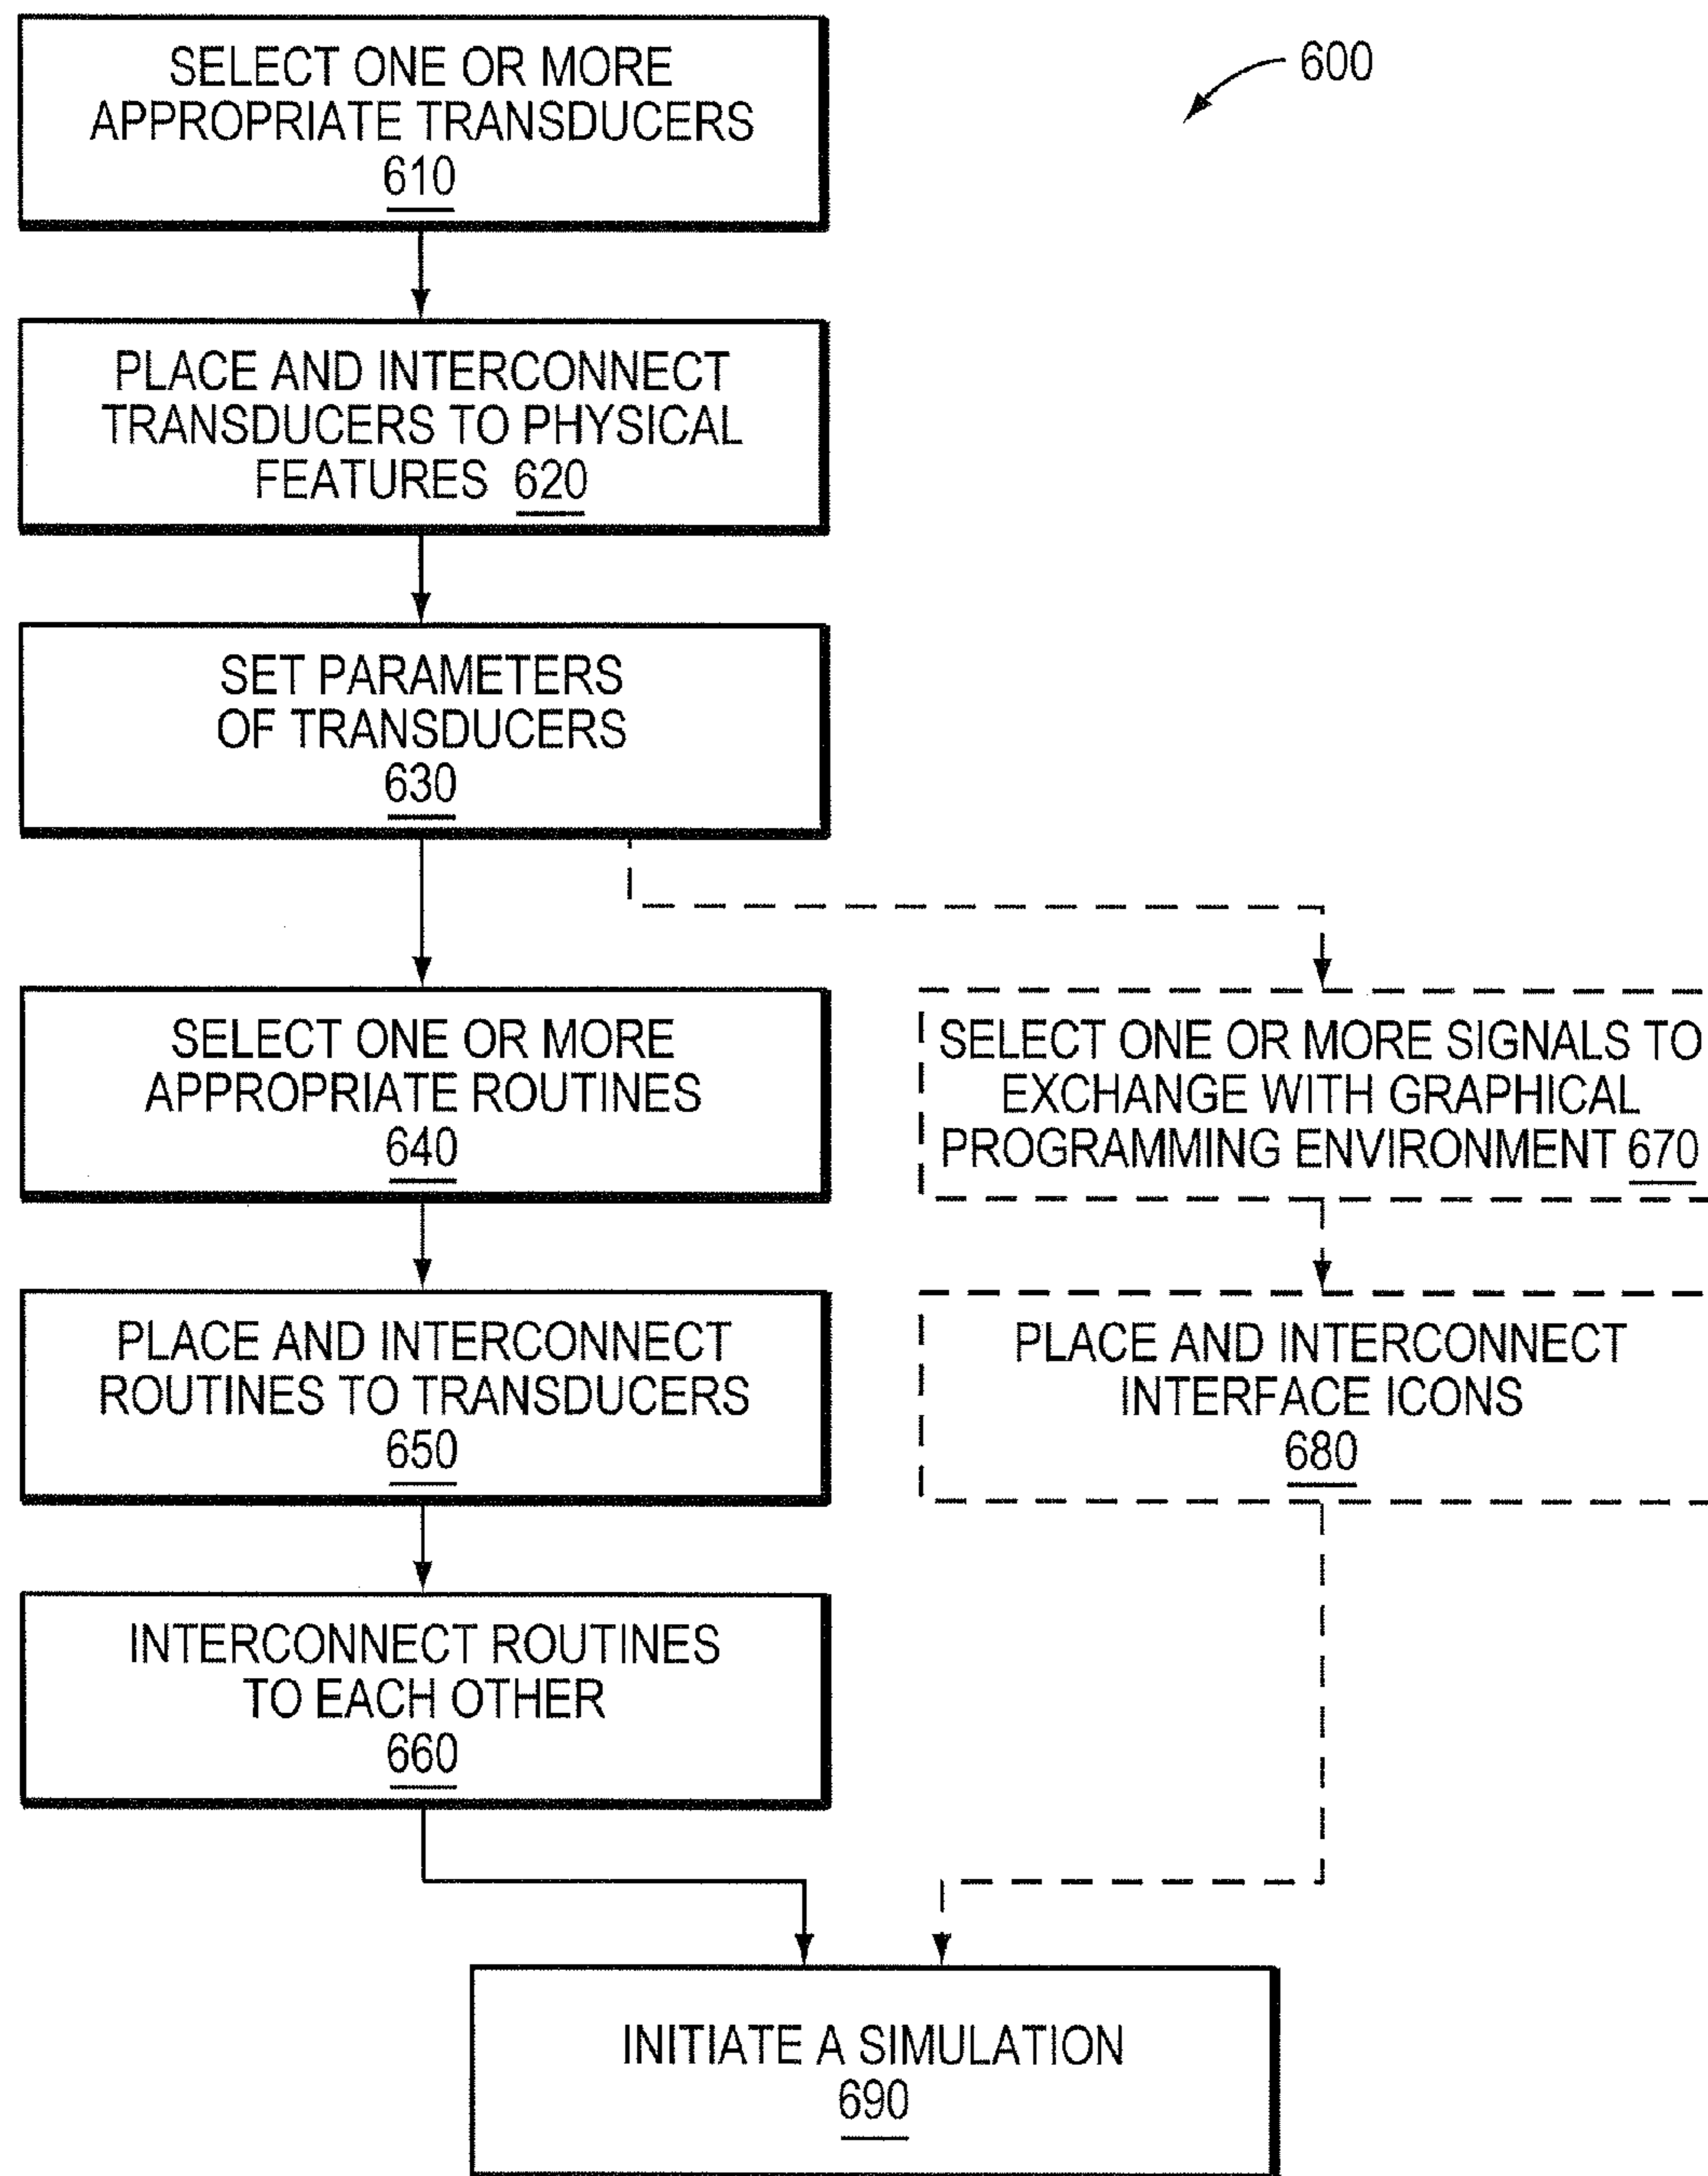 600
SELECT ONE OR MORE
APPROPRIATE TRANSDUCERS
610
PLACE AND INTERCONNECT
TRANSDUCERS TO PHYSICAL
FEATURES 620
SET PARAMETERS
OF TRANSDUCERS
630
SELECT ONE OR MORE
APPROPRIATE ROUTINES
640
PLACE AND INTERCONNECT
ROUTINES TO TRANSDUCERS
650
INTERCONNECT ROUTINES
TO EACH OTHER
660
SELECT ONE OR MORE SIGNALS TO
EXCHANGE WITH GRAPHICAL
PROGRAMMING ENVIRONMENT 670
PLACE AND INTERCONNECT
INTERFACE ICONS
680
INITIATE A SIMULATION
690